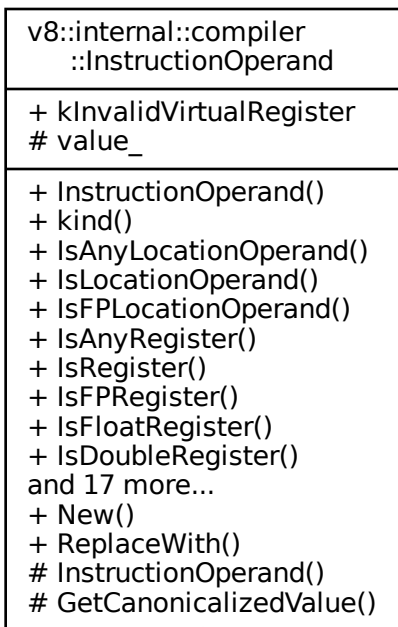 v8::internal::compiler
::InstructionOperand
+ kInvalidVirtualRegister
# value_
+ InstructionOperand()
+ kind()
+ IsAnyLocationOperand()
+ IsLocationOperand()
+ IsFPLocationOperand()
+ IsAnyRegister()
+ IsRegister()
+ IsFPRegister()
+ IsFloatRegister()
+ IsDoubleRegister()
and 17 more...
+ New()
+ ReplaceWith()
# InstructionOperand()
# GetCanonicalizedValue()